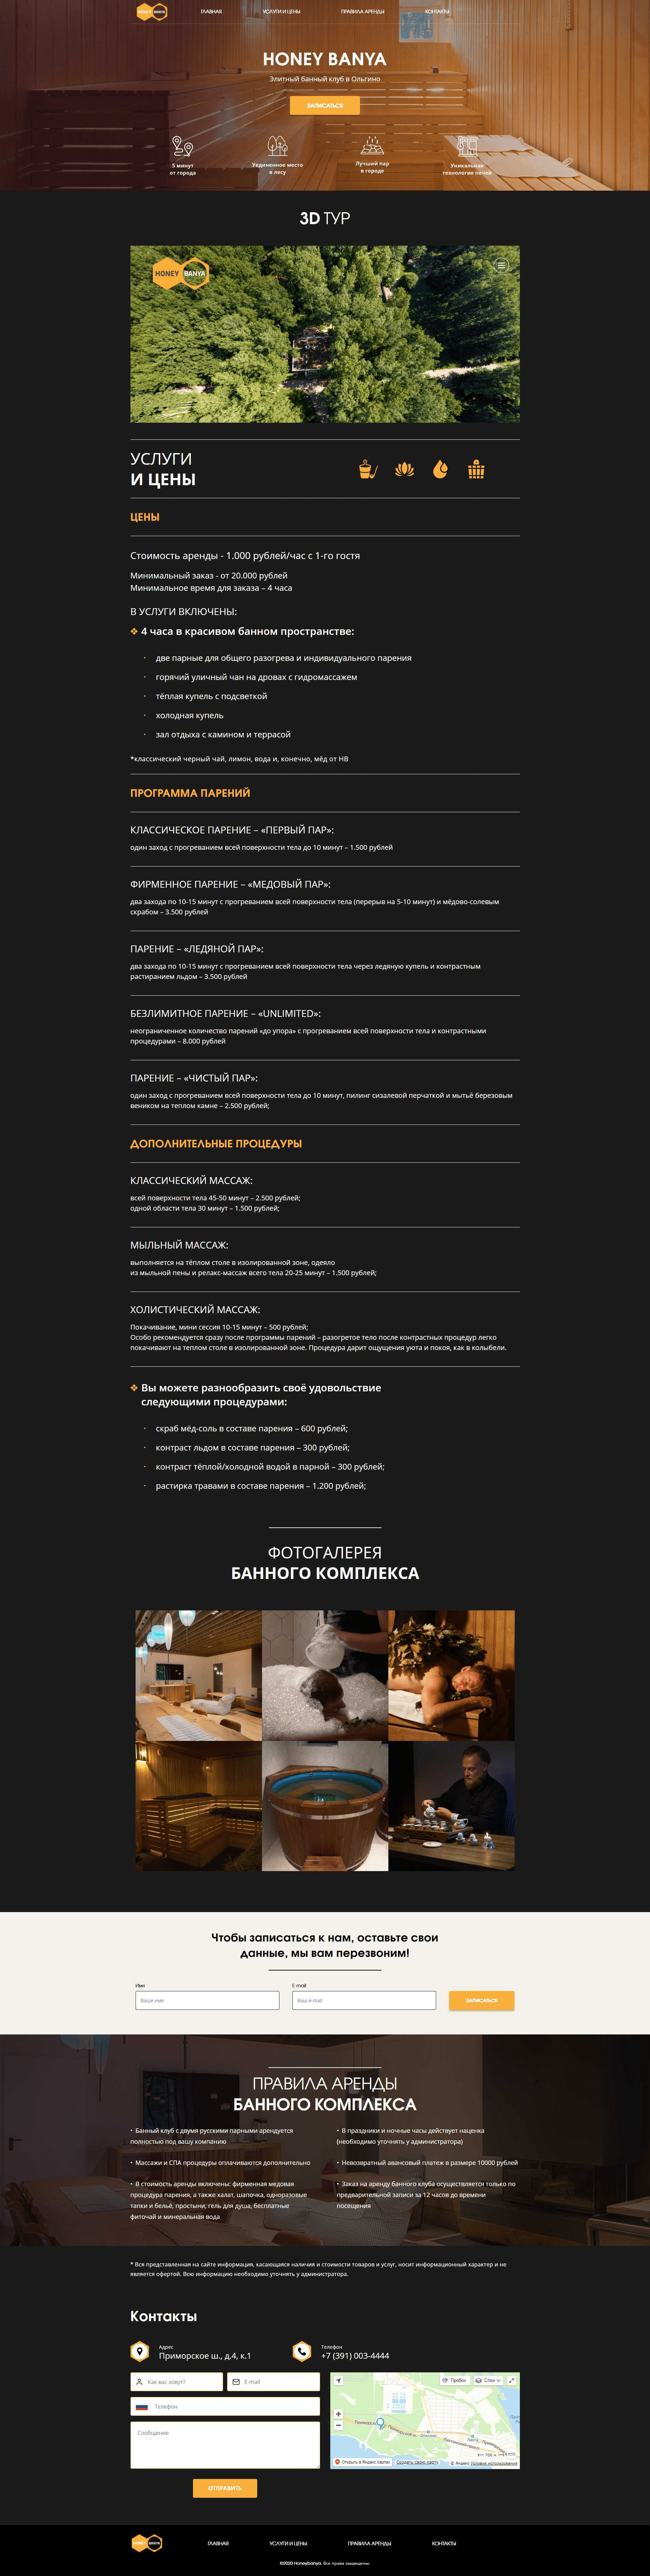 HONEY BANYA
ГЛАВНАЯ
УСЛУГИ И ЦЕНЫ
ПРАВИЛА АРЕНДЫ
КОНТАКТЫ
HONEY BANYA
Элитный банный клуб в Ольгино
ЗАПИСАТЬСЯ
5 минут
от города
Уединенное место
в лесу
Лучший пар
в городе
Уникальная
технология печей
3D ТУР
HONEY BANYA
УСЛУГИ
И ЦЕНЫ
ЦЕНЫ
Стоимость аренды - 1.000 рублей/час с 1-го гостя
Минимальный заказ - от 20.000 рублей
Минимальное время для заказа – 4 часа
В УСЛУГИ ВКЛЮЧЕНЫ:
❖ 4 часа в красивом банном пространстве:
· две парные для общего разогрева и индивидуального парения
· горячий уличный чан на дровах с гидромассажем
· тёплая купель с подсветкой
· холодная купель
· зал отдыха с камином и террасой
*классический черный чай, лимон, вода и, конечно, мёд от HB
ПРОГРАММА ПАРЕНИЙ
КЛАССИЧЕСКОЕ ПАРЕНИЕ – «ПЕРВЫЙ ПАР»:
один заход с прогреванием всей поверхности тела до 10 минут – 1.500 рублей
ФИРМЕННОЕ ПАРЕНИЕ – «МЕДОВЫЙ ПАР»:
два захода по 10-15 минут с прогреванием всей поверхности тела (перерыв на 5-10 минут) и мёдово-солевым
скрабом – 3.500 рублей
ПАРЕНИЕ – «ЛЕДЯНОЙ ПАР»:
два захода по 10-15 минут с прогреванием всей поверхности тела через ледяную купель и контрастным
растиранием льдом – 3.500 рублей
БЕЗЛИМИТНОЕ ПАРЕНИЕ – «UNLIMITED»:
неограниченное количество парений «до упора» с прогреванием всей поверхности тела и контрастными
процедурами – 8.000 рублей
ПАРЕНИЕ – «ЧИСТЫЙ ПАР»:
один заход с прогреванием всей поверхности тела до 10 минут, пилинг сизалевой перчаткой и мытьё березовым
веником на теплом камне – 2.500 рублей;
ДОПОЛНИТЕЛЬНЫЕ ПРОЦЕДУРЫ
КЛАССИЧЕСКИЙ МАССАЖ:
всей поверхности тела 45-50 минут – 2.500 рублей;
одной области тела 30 минут – 1.500 рублей;
МЫЛЬНЫЙ МАССАЖ:
выполняется на тёплом столе в изолированной зоне, одеяло
из мыльной пены и релакс-массаж всего тела 20-25 минут – 1.500 рублей;
ХОЛИСТИЧЕСКИЙ МАССАЖ:
Покачивание, мини сессия 10-15 минут – 500 рублей;
Особо рекомендуется сразу после программы парений – разогретое тело после контрастных процедур легко
покачивают на теплом столе в изолированной зоне. Процедура дарит ощущения уюта и покоя, как в колыбели.
❖ Вы можете разнообразить своё удовольствие
следующими процедурами:
· скраб мёд-соль в составе парения – 600 рублей;
· контраст льдом в составе парения – 300 рублей;
· контраст тёплой/холодной водой в парной – 300 рублей;
· растирка травами в составе парения – 1.200 рублей;
ФОТОГАЛЕРЕЯ
БАННОГО КОМПЛЕКСА
Чтобы записаться к нам, оставьте свои
данные, мы вам перезвоним!
Имя
E-mail
Ваше имя
Ваш e-mail
ЗАПИСАТЬСЯ
ПРАВИЛА АРЕНДЫ
БАННОГО КОМПЛЕКСА
• Банный клуб с двумя русскими парными арендуется
полностью под вашу компанию
• Массажи и СПА процедуры оплачиваются дополнительно
• В стоимость аренды включены: фирменная медовая
процедура парения, а также халат, шапочка, одноразовые
тапки и бельё, простыни, гель для душа, бесплатные
фиточай и минеральная вода
• В праздники и ночные часы действует наценка
(необходимо уточнять у администратора)
• Невозвратный авансовый платеж в размере 10000 рублей
• Заказ на аренду банного клуба осуществляется только по
предварительной записи за 12 часов до времени
посещения
* Вся представленная на сайте информация, касающаяся наличия и стоимости товаров и услуг, носит информационный характер и не
является офертой. Всю информацию необходимо уточнять у администратора.
Контакты
Адрес
Приморское ш., д.4, к.1
Телефон
+7 (391) 003-4444
Как вас зовут?
E-mail
Телефон
Сообщение
ОТПРАВИТЬ
Пробки
Слои
Открыть в Яндекс.Картах
Создать свою карту
© Яндекс Условия использования
HONEY BANYA
ГЛАВНАЯ
УСЛУГИ И ЦЕНЫ
ПРАВИЛА АРЕНДЫ
КОНТАКТЫ
©2020 Honeybanya. Все права защищены.